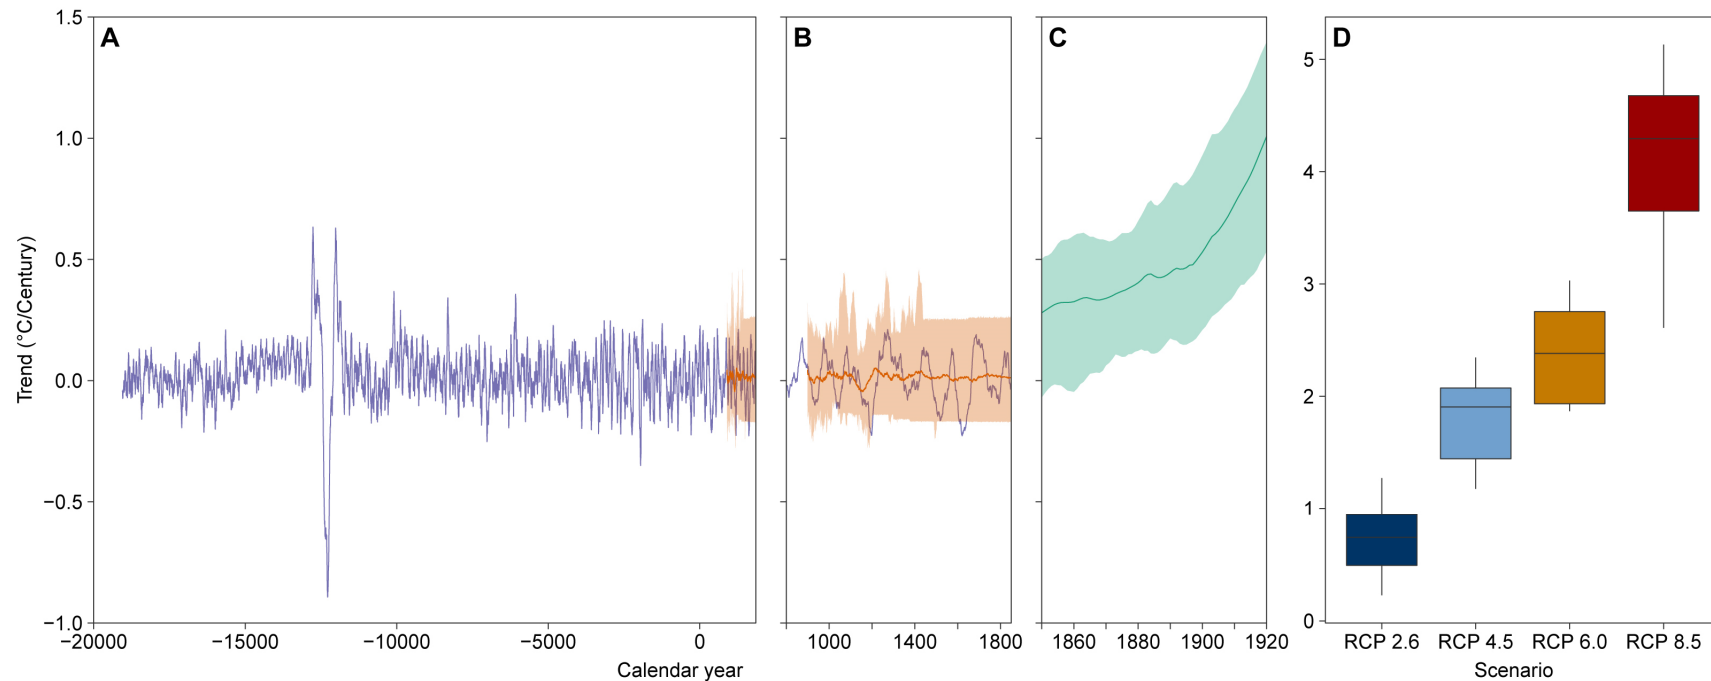 A
B
C
D
Trend (°C/Century)
1.5
1.0
0.5
0.0
−0.5
−1.0
−20000 −15000 −10000 −5000 0
1000 1400 1800
1860 1880 1900 1920
Calendar year
5
4
3
2
1
0
RCP 2.6 RCP 4.5 RCP 6.0 RCP 8.5
Scenario